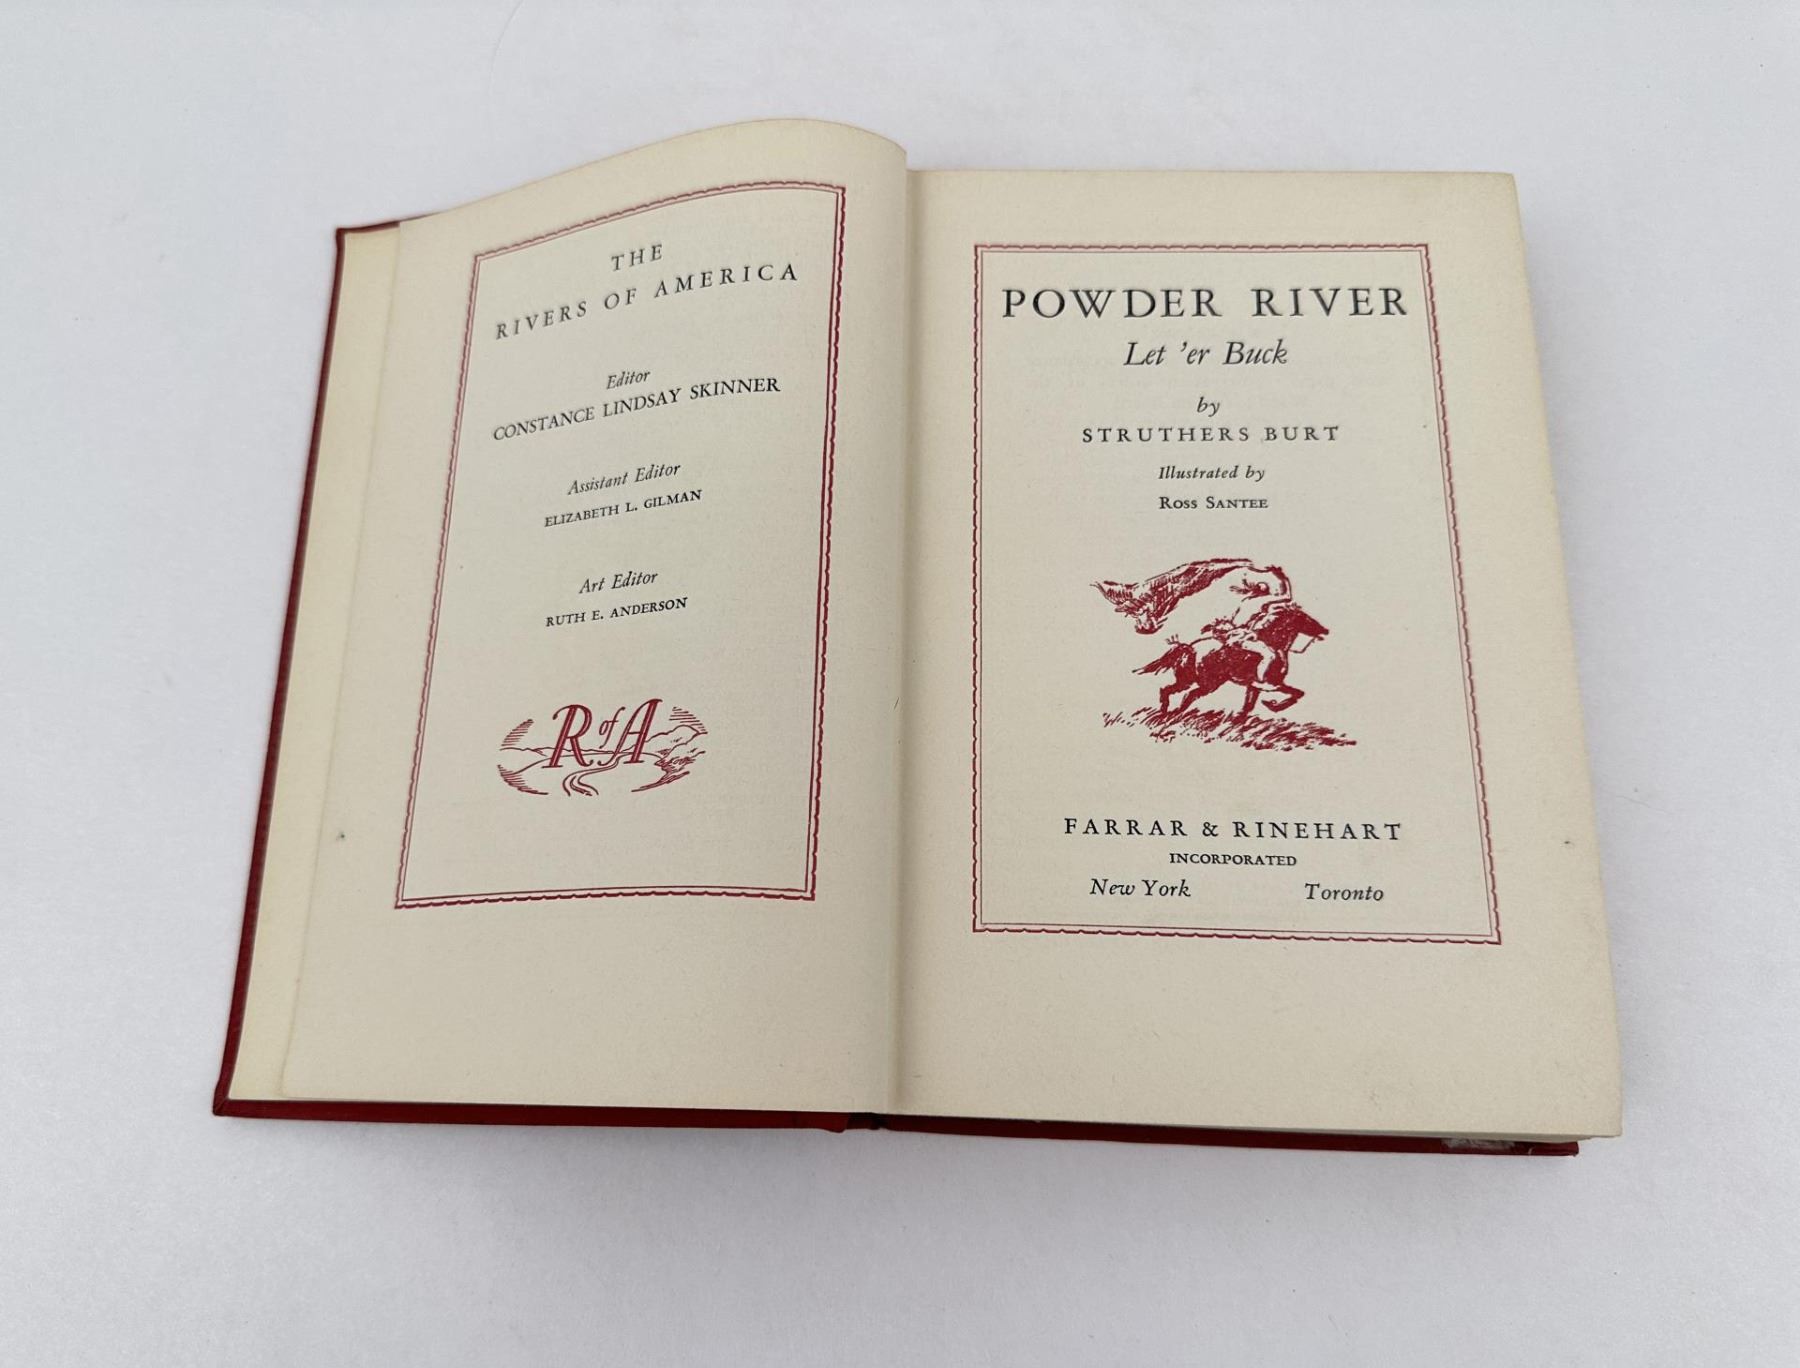 THE
RIVERS OF AMERICA
Editor
CONSTANCE LINDSAY SKINNER
Assistant Editor
ELIZABETH L. GILMAN
Art Editor
RUTH E. ANDERSON
R of A
POWDER RIVER
Let 'er Buck
by
STRUTHERS BURT
Illustrated by
ROSS SANTEE
FARRAR & RINEHART
INCORPORATED
New York Toronto